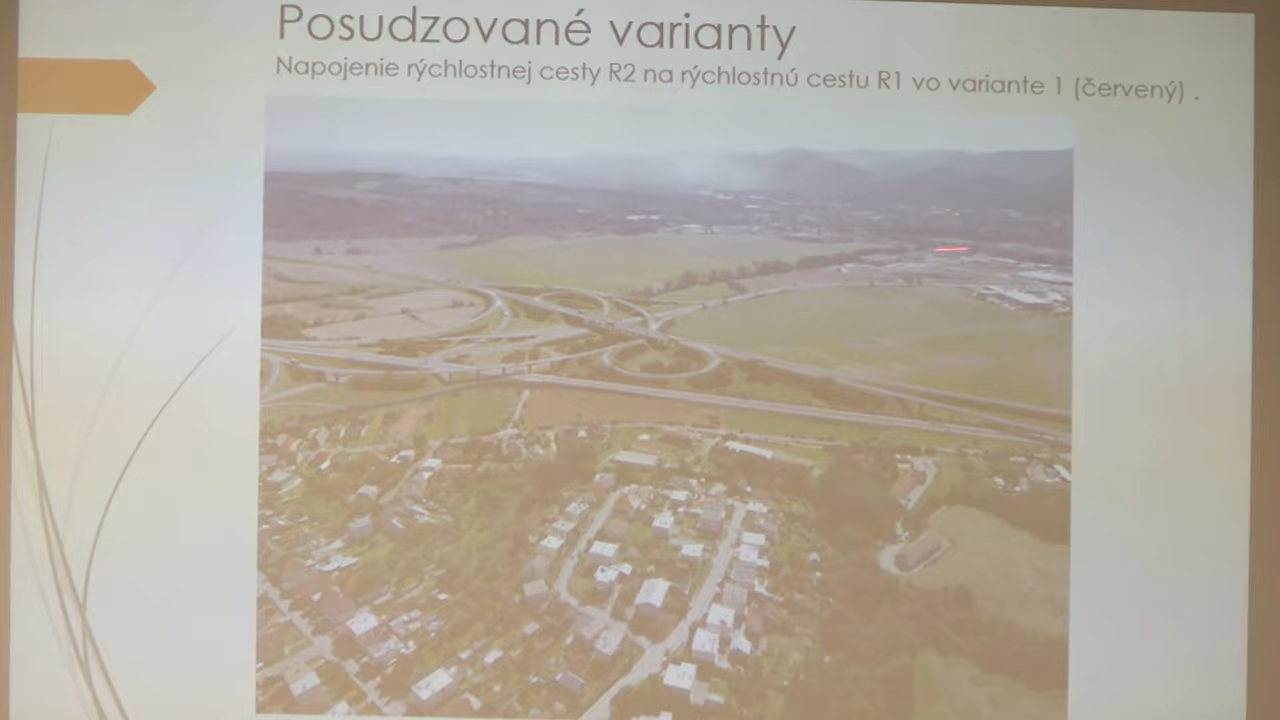 Posudzované varianty
Napojenie rýchlostnej cesty R2 na rýchlostnú cestu R1 vo variante 1 (červený) .